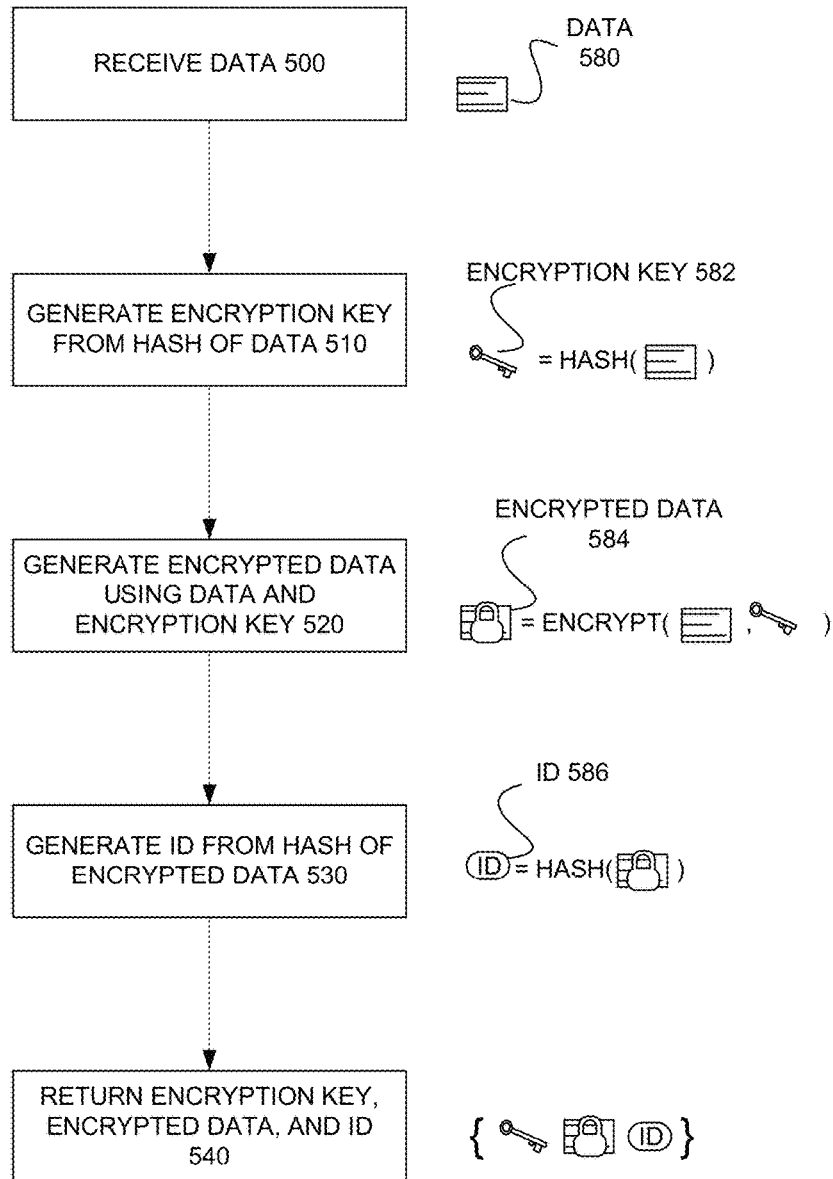 RECEIVE DATA 500
DATA
580
GENERATE ENCRYPTION KEY
FROM HASH OF DATA 510
ENCRYPTION KEY 582
= HASH( )
GENERATE ENCRYPTED DATA
USING DATA AND
ENCRYPTION KEY 520
ENCRYPTED DATA
584
= ENCRYPT( , )
GENERATE ID FROM HASH OF
ENCRYPTED DATA 530
ID 586
ID = HASH( )
RETURN ENCRYPTION KEY,
ENCRYPTED DATA, AND ID
540
{ ID }